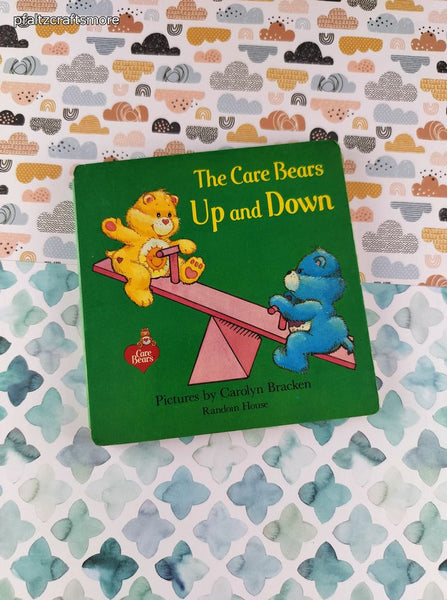 pfaltzcraftsmore
The Care Bears
Up and Down
Care
Bears
Pictures by Carolyn Bracken
Random House